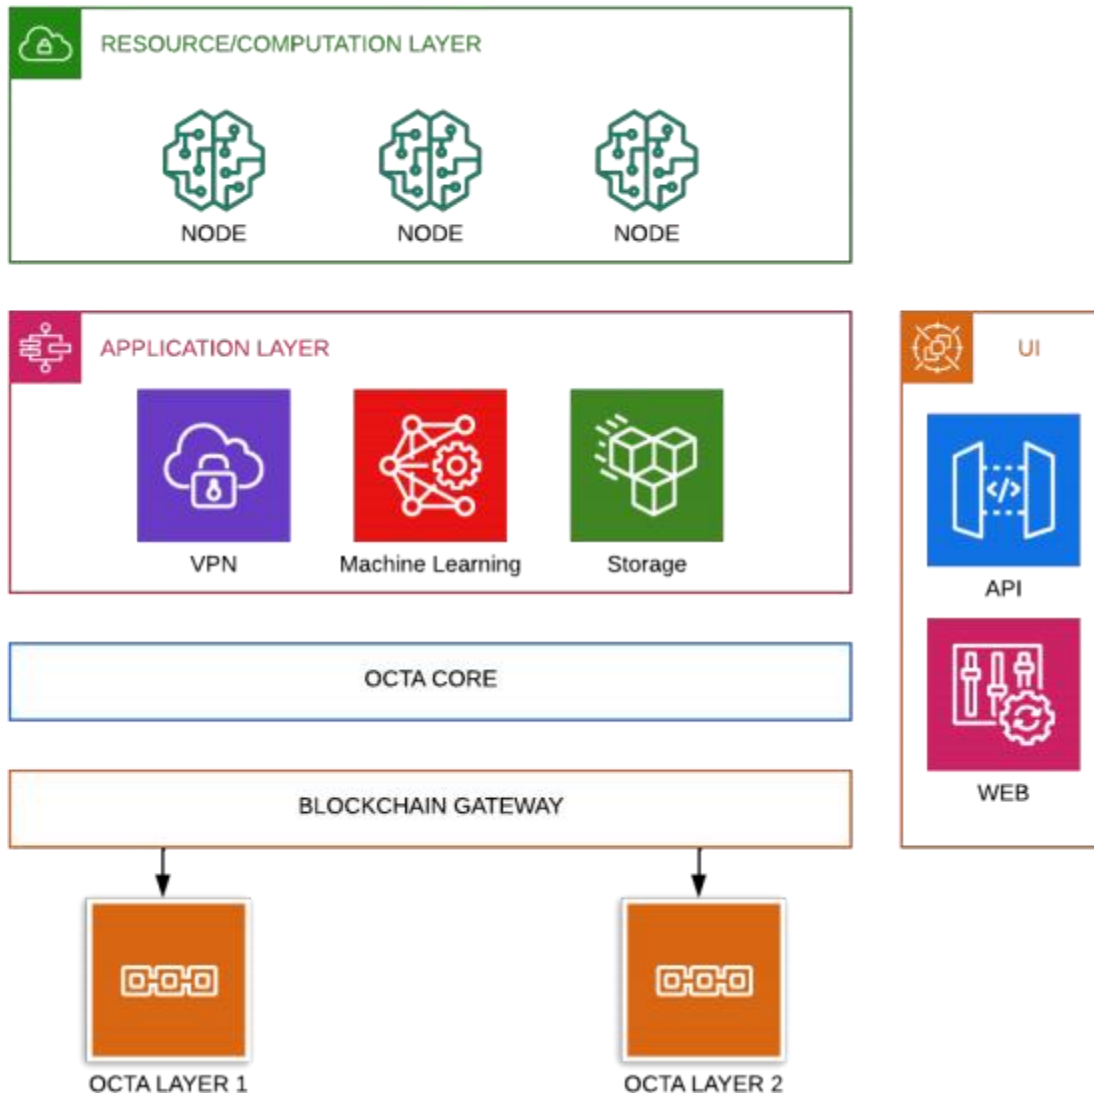 RESOURCE/COMPUTATION LAYER
NODE
NODE
NODE
APPLICATION LAYER
VPN
Machine Learning
Storage
UI
</>
API
WEB
OCTA CORE
BLOCKCHAIN GATEWAY
OCTA LAYER 1
OCTA LAYER 2